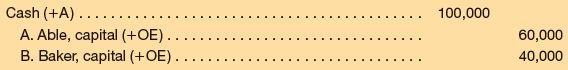 Cash (+A) . . . . . . . . . . . . . . . . . . . . . . . . . . . . . . . . . . . . . . . . . . 100,000
A. Able, capital (+OE) . . . . . . . . . . . . . . . . . . . . . . . . . . . . . . . 60,000
B. Baker, capital (+OE) . . . . . . . . . . . . . . . . . . . . . . . . . . . . . . 40,000